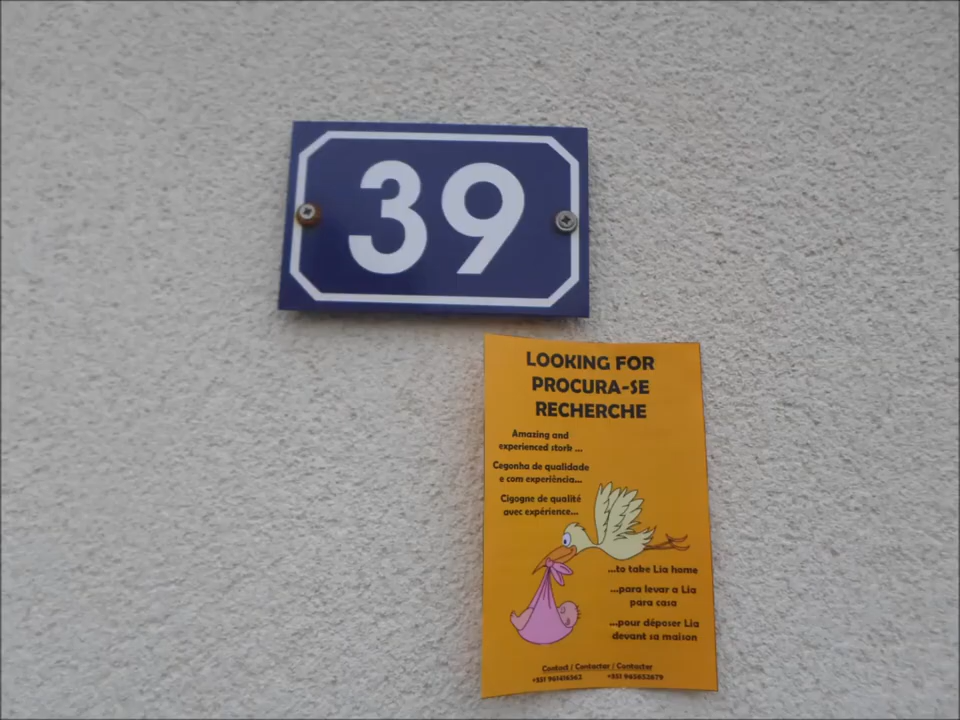 39
LOOKING FOR
PROCURA-SE
RECHERCHE
Amazing and
experienced stork ...
Cegonha de qualidade
e com experiência...
Cigogne de qualité
avec expérience...
...to take Lia home
...para levar a Lia
para casa
...pour déposer Lia
devant sa maison
Contact / Contactar / Contacter